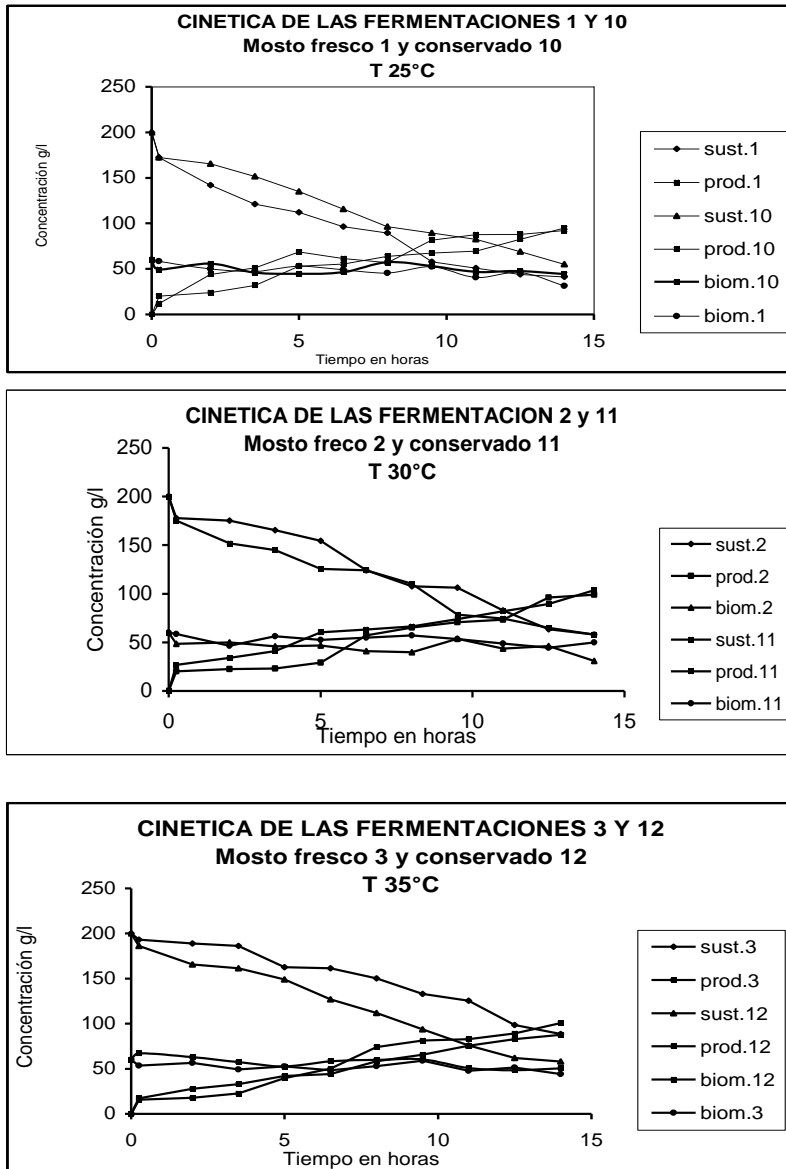 CINETICA DE LAS FERMENTACIONES 1 Y 10
Mosto fresco 1 y conservado 10
T 25°C
Concentración g/l
250
200
150
100
50
0
0
5
10
15
Tiempo en horas
sust.1
prod.1
sust.10
prod.10
biom.10
biom.1
CINETICA DE LAS FERMENTACION 2 y 11
Mosto freco 2 y conservado 11
T 30°C
Concentración g/l
250
200
150
100
50
0
0
5
10
15
Tiempo en horas
sust.2
prod.2
biom.2
sust.11
prod.11
biom.11
CINETICA DE LAS FERMENTACIONES 3 Y 12
Mosto fresco 3 y conservado 12
T 35°C
Concentración g/l
250
200
150
100
50
0
0
5
10
15
Tiempo en horas
sust.3
prod.3
sust.12
prod.12
biom.12
biom.3